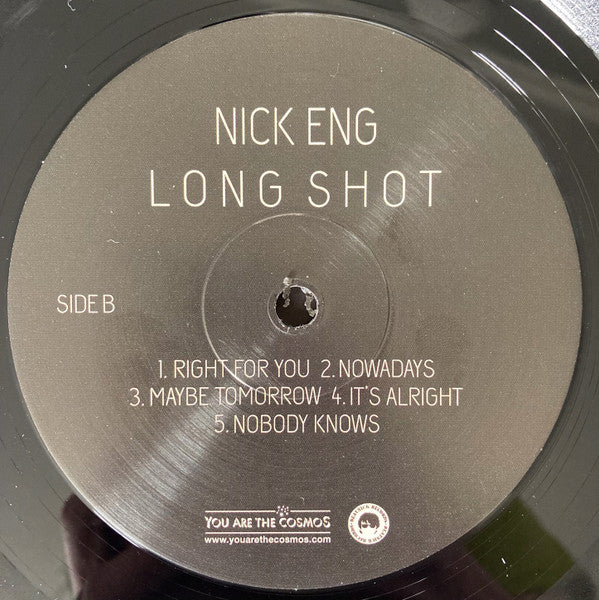 NICK ENG
LONG SHOT
SIDE B
1. RIGHT FOR YOU 2. NOWADAYS
3. MAYBE TOMORROW 4. IT'S ALRIGHT
5. NOBODY KNOWS
YOU ARE THE COSMOS
www.youarethecosmos.com